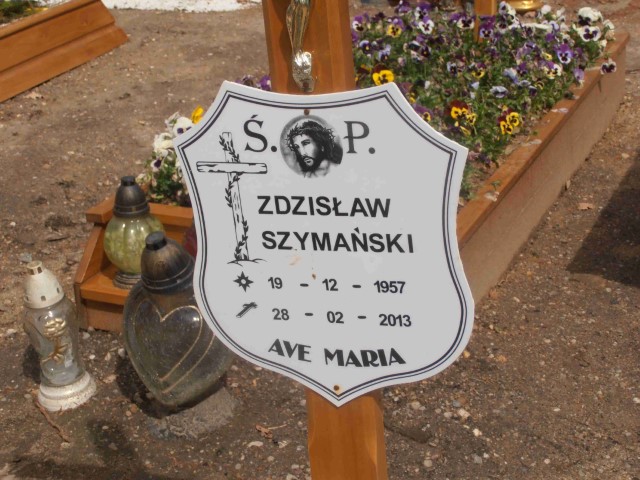 Ś. P.
ZDZISŁAW
SZYMAŃSKI
19 - 12 - 1957
28 - 02 - 2013
AVE MARIA